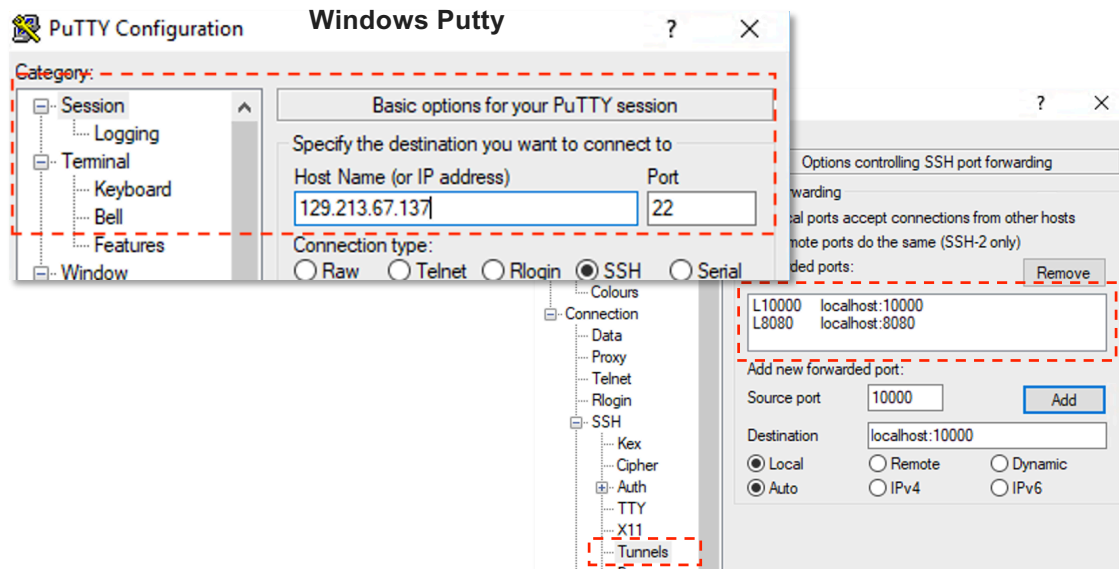 Windows Putty
PuTTY Configuration
?
Category:
Session
Logging
Terminal
Keyboard
Bell
Features
Window
Basic options for your PuTTY session
Specify the destination you want to connect to
Host Name (or IP address) Port
129.213.67.137 22
Connection type:
Raw Telnet Rlogin SSH Serial
Colours
Connection
Data
Proxy
Telnet
Rlogin
SSH
Kex
Cipher
Auth
TTY
X11
Tunnels
?
Options controlling SSH port forwarding
warding
cal ports accept connections from other hosts
mote ports do the same (SSH-2 only)
ded ports:
Remove
L10000 localhost:10000
L8080 localhost:8080
Add new forwarded port:
Source port 10000 Add
Destination localhost:10000
Local Remote Dynamic
Auto IPv4 IPv6